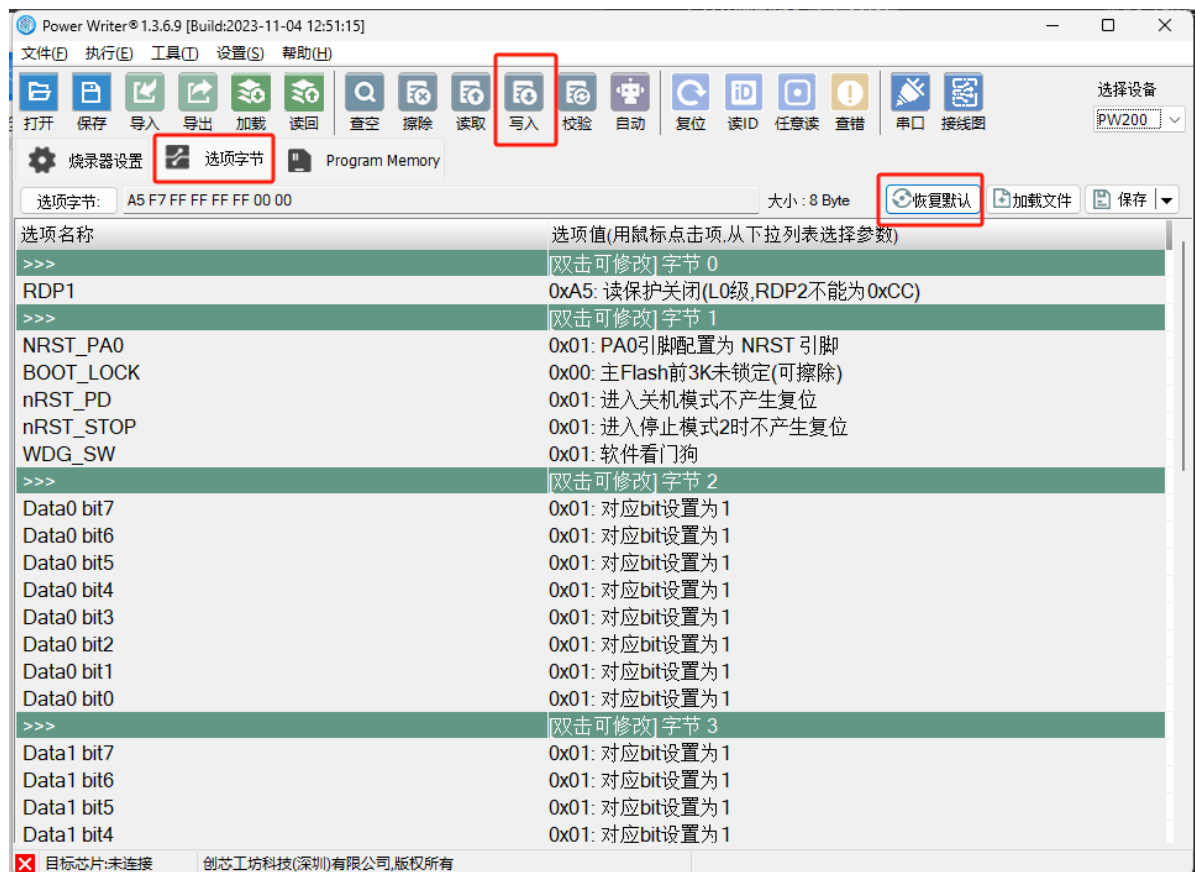 Power Writer® 1.3.6.9 [Build:2023-11-04 12:51:15]
文件(F) 执行(E) 工具(T) 设置(S) 帮助(H)
选择设备
打开 保存 导入 导出 加载 读回 查空 擦除 读取 写入 校验 自动 复位 读ID 任意读 查错 串口 接线图 PW200
烧录器设置 选项字节 Program Memory
选项字节: A5 F7 FF FF FF FF 00 00 大小 : 8 Byte 恢复默认 加载文件 保存
选项名称 选项值(用鼠标点击项,从下拉列表选择参数)
>>> [双击可修改] 字节 0
RDP1 0xA5: 读保护关闭(L0级,RDP2不能为0xCC)
>>> [双击可修改] 字节 1
NRST_PA0 0x01: PA0引脚配置为 NRST 引脚
BOOT_LOCK 0x00: 主Flash前3K未锁定(可擦除)
nRST_PD 0x01: 进入关机模式不产生复位
nRST_STOP 0x01: 进入停止模式2时不产生复位
WDG_SW 0x01: 软件看门狗
>>> [双击可修改] 字节 2
Data0 bit7 0x01: 对应bit设置为1
Data0 bit6 0x01: 对应bit设置为1
Data0 bit5 0x01: 对应bit设置为1
Data0 bit4 0x01: 对应bit设置为1
Data0 bit3 0x01: 对应bit设置为1
Data0 bit2 0x01: 对应bit设置为1
Data0 bit1 0x01: 对应bit设置为1
Data0 bit0 0x01: 对应bit设置为1
>>> [双击可修改] 字节 3
Data1 bit7 0x01: 对应bit设置为1
Data1 bit6 0x01: 对应bit设置为1
Data1 bit5 0x01: 对应bit设置为1
Data1 bit4 0x01: 对应bit设置为1
目标芯片:未连接 创芯工坊科技(深圳)有限公司,版权所有